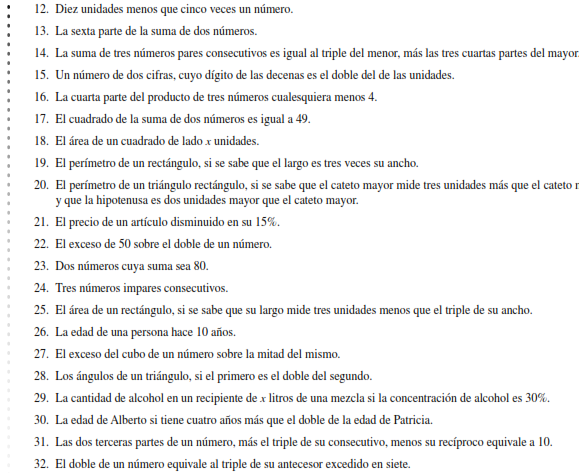 12. Diez unidades menos que cinco veces un número.
13. La sexta parte de la suma de dos números.
14. La suma de tres números pares consecutivos es igual al triple del menor, más las tres cuartas partes del mayor
15. Un número de dos cifras, cuyo dígito de las decenas es el doble del de las unidades.
16. La cuarta parte del producto de tres números cualesquiera menos 4.
17. El cuadrado de la suma de dos números es igual a 49.
18. El área de un cuadrado de lado x unidades.
19. El perímetro de un rectángulo, si se sabe que el largo es tres veces su ancho.
20. El perímetro de un triángulo rectángulo, si se sabe que el cateto mayor mide tres unidades más que el cateto
y que la hipotenusa es dos unidades mayor que el cateto mayor.
21. El precio de un artículo disminuido en su 15%.
22. El exceso de 50 sobre el doble de un número.
23. Dos números cuya suma sea 80.
24. Tres números impares consecutivos.
25. El área de un rectángulo, si se sabe que su largo mide tres unidades menos que el triple de su ancho.
26. La edad de una persona hace 10 años.
27. El exceso del cubo de un número sobre la mitad del mismo.
28. Los ángulos de un triángulo, si el primero es el doble del segundo.
29. La cantidad de alcohol en un recipiente de x litros de una mezcla si la concentración de alcohol es 30%.
30. La edad de Alberto si tiene cuatro años más que el doble de la edad de Patricia.
31. Las dos terceras partes de un número, más el triple de su consecutivo, menos su recíproco equivale a 10.
32. El doble de un número equivale al triple de su antecesor excedido en siete.